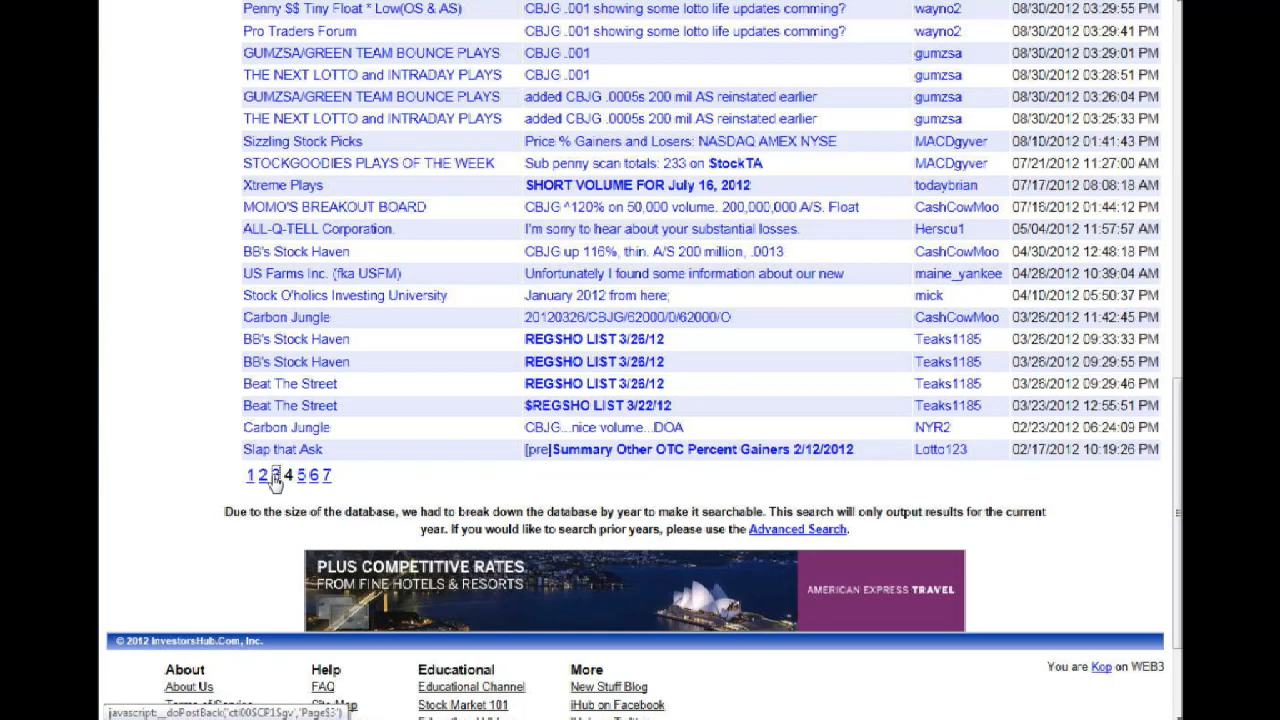 Penny $$ Tiny Float * Low(OS & AS) CBJG .001 showing some lotto life updates comming? wayno2 08/30/2012 03:29:55 PM
Pro Traders Forum CBJG .001 showing some lotto life updates comming? wayno2 08/30/2012 03:29:41 PM
GUMZSA/GREEN TEAM BOUNCE PLAYS CBJG .001 gumzsa 08/30/2012 03:29:51 PM
THE NEXT LOTTO and INTRADAY PLAYS CBJG .001 gumzsa 08/30/2012 03:28:51 PM
GUMZSA/GREEN TEAM BOUNCE PLAYS added CBJG .0005s 200 mil AS reinstated earlier gumzsa 08/30/2012 03:26:04 PM
THE NEXT LOTTO and INTRADAY PLAYS added CBJG .0005s 200 mil AS reinstated earlier gumzsa 08/30/2012 03:25:33 PM
Sizzling Stock Picks Price % Gainers and Losers: NASDAQ AMEX NYSE MACDgyver 08/10/2012 01:41:43 PM
STOCKGOODIES PLAYS OF THE WEEK Sub penny scan totals: 233 on StockTA MACDgyver 07/21/2012 11:27:00 AM
Xtreme Plays SHORT VOLUME FOR July 16, 2012 todaybrian 07/17/2012 08:08:18 AM
MOMO'S BREAKOUT BOARD CBJG ^120% on 50,000 volume. 200,000,000 A/S. Float CashCowMoo 07/16/2012 01:44:12 PM
ALL-Q-TELL Corporation. I'm sorry to hear about your substantial losses. Herscu1 05/04/2012 11:57:57 AM
BB's Stock Haven CBJG up 116%, thin. A/S 200 million, .0013 CashCowMoo 04/30/2012 12:48:18 PM
US Farms Inc. (fka USFM) Unfortunately I found some information about our new maine_yankee 04/28/2012 10:39:04 AM
Stock O'holics Investing University January 2012 from here; mick 04/10/2012 05:50:37 PM
Carbon Jungle 20120326/CBJG/62000/0/62000/O CashCowMoo 03/26/2012 11:42:45 PM
BB's Stock Haven REGSHO LIST 3/26/12 Teaks1185 03/26/2012 09:33:33 PM
BB's Stock Haven REGSHO LIST 3/26/12 Teaks1185 03/26/2012 09:29:55 PM
Beat The Street REGSHO LIST 3/26/12 Teaks1185 03/26/2012 09:29:46 PM
Beat The Street $REGSHO LIST 3/22/12 Teaks1185 03/23/2012 12:55:51 PM
Carbon Jungle CBJG...nice volume...DOA NYR2 02/23/2012 06:24:09 PM
Slap that Ask [pre]Summary Other OTC Percent Gainers 2/12/2012 Lotto123 02/17/2012 10:19:26 PM
1 2 3 4 5 6 7
Due to the size of the database, we had to break down the database by year to make it searchable. This search will only output results for the current
year. If you would like to search prior years, please use the Advanced Search.
PLUS COMPETITIVE RATES
FROM FINE HOTELS & RESORTS
AMERICAN EXPRESS TRAVEL
© 2012 InvestorsHub.Com, Inc.
About Help Educational More
You are Kop on WEB3
About Us FAQ Educational Channel New Stuff Blog
Stock Market 101 iHub on Facebook
javascript:__doPostBack('ctl00$CP1$gv','Page$3')